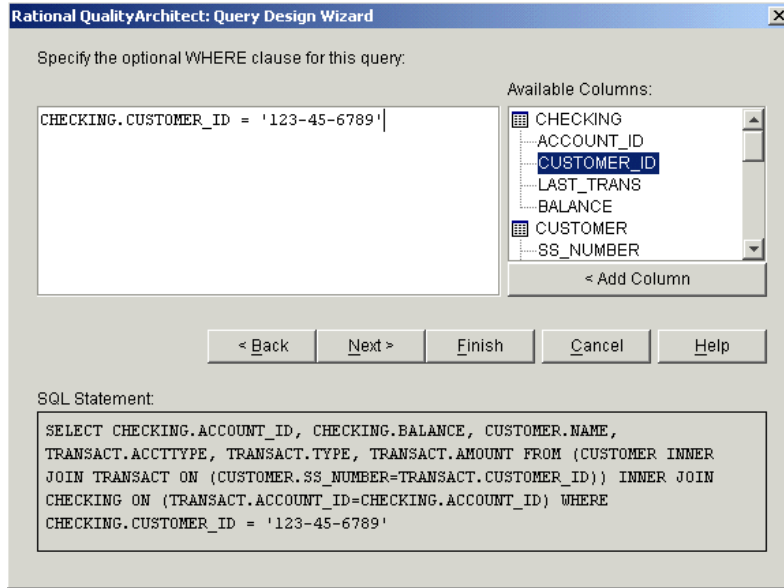 Rational QualityArchitect: Query Design Wizard
Specify the optional WHERE clause for this query:
Available Columns:
CHECKING.CUSTOMER_ID = '123-45-6789'
CHECKING
ACCOUNT_ID
CUSTOMER_ID
LAST_TRANS
BALANCE
CUSTOMER
SS_NUMBER
< Add Column
< Back
Next >
Finish
Cancel
Help
SQL Statement:
SELECT CHECKING.ACCOUNT_ID, CHECKING.BALANCE, CUSTOMER.NAME,
TRANSACT.ACCTTYPE, TRANSACT.TYPE, TRANSACT.AMOUNT FROM (CUSTOMER INNER
JOIN TRANSACT ON (CUSTOMER.SS_NUMBER=TRANSACT.CUSTOMER_ID)) INNER JOIN
CHECKING ON (TRANSACT.ACCOUNT_ID=CHECKING.ACCOUNT_ID) WHERE
CHECKING.CUSTOMER_ID = '123-45-6789'